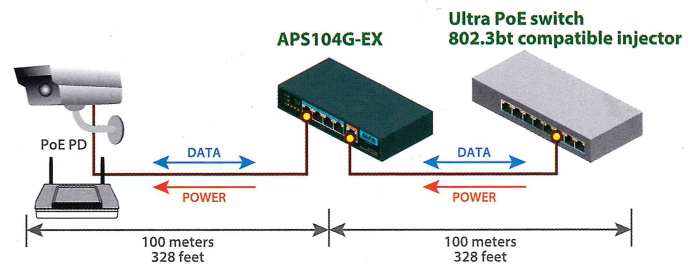 Ultra PoE switch
802.3bt compatible injector
APS104G-EX
PoE PD
DATA
POWER
DATA
POWER
100 meters
328 feet
100 meters
328 feet